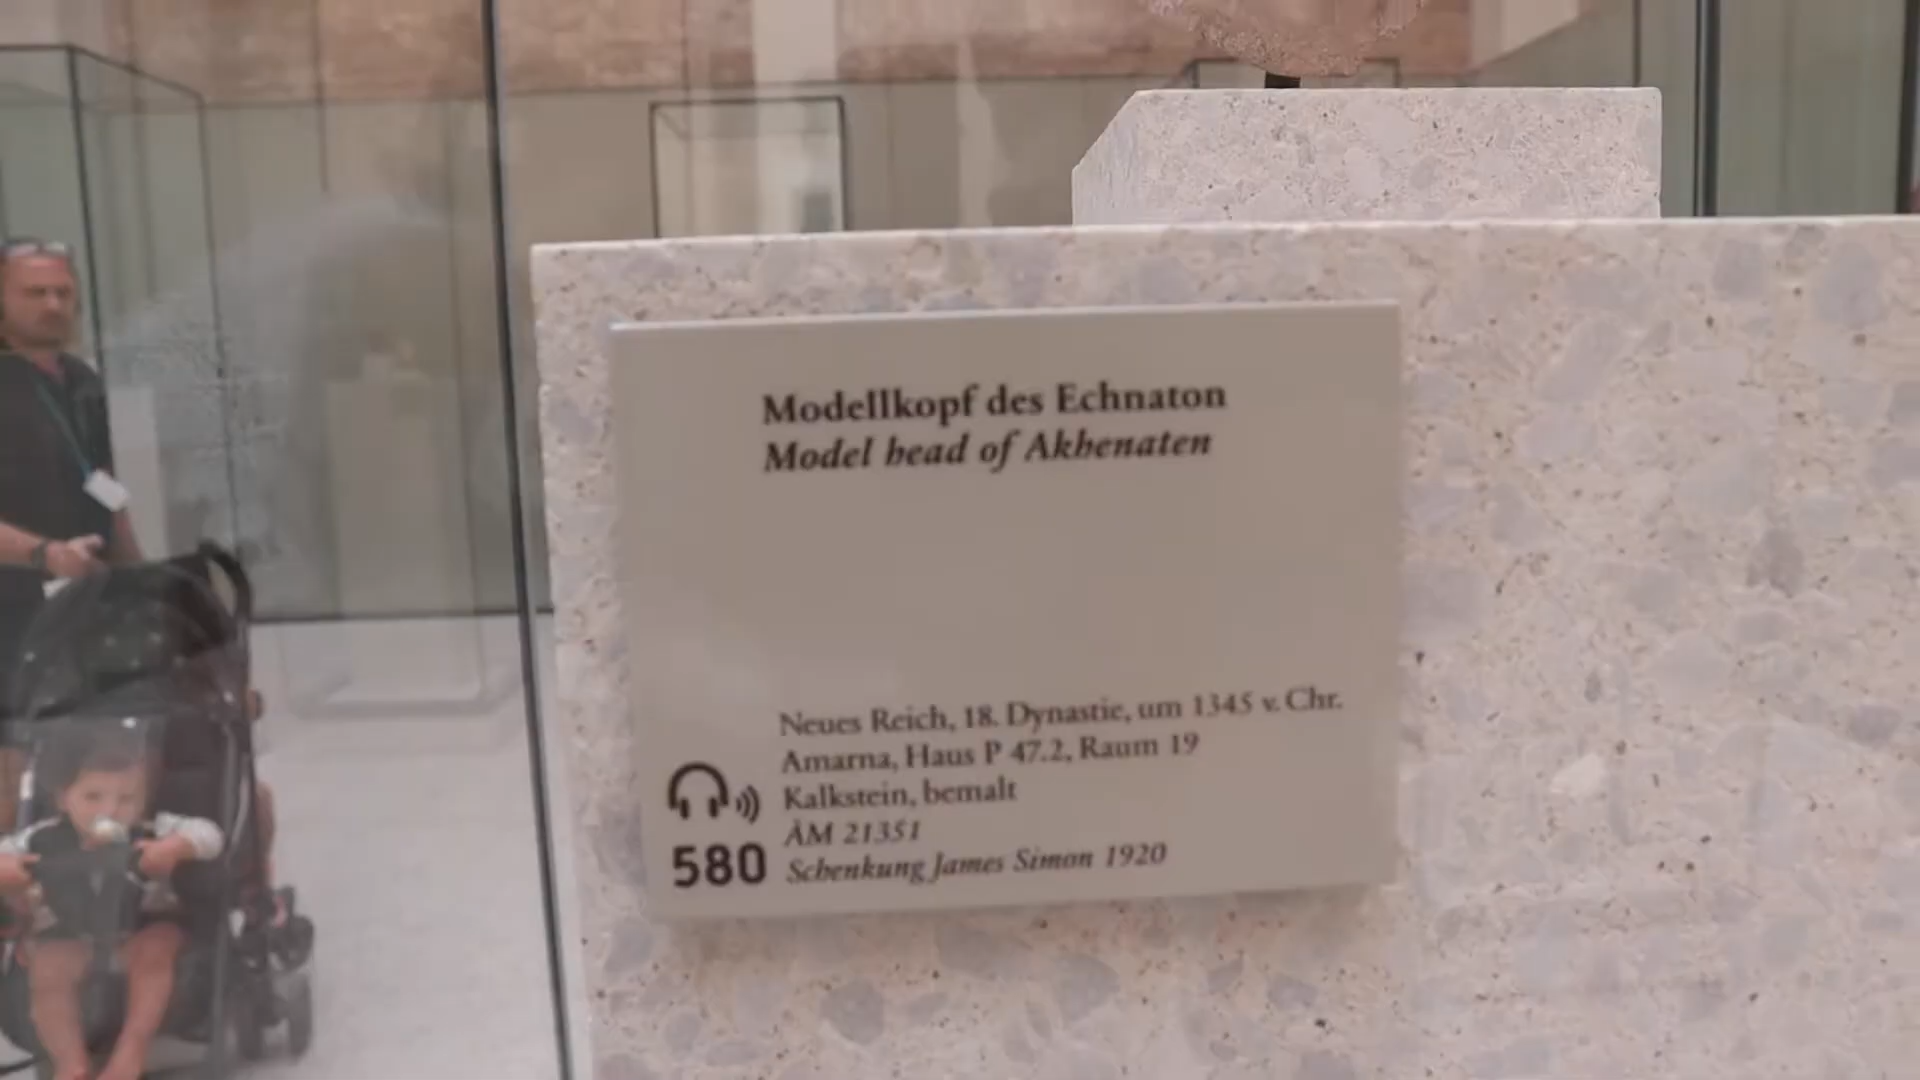 Modellkopf des Echnaton
Model head of Akhenaten
Neues Reich, 18. Dynastie, um 1345 v. Chr.
Amarna, Haus P 47.2, Raum 19
Kalkstein, bemalt
ÄM 21351
Schenkung James Simon 1920
580